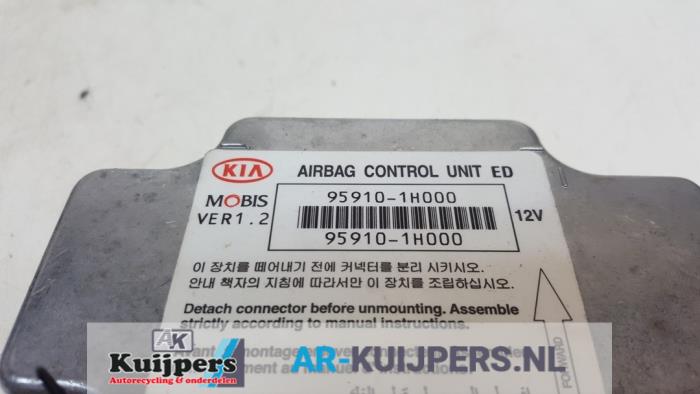 KIA
AIRBAG CONTROL UNIT ED
MOBIS
VER1.2
95910-1H000
95910-1H000
12V
이 장치를 떼어내기 전에 커넥터를 분리 시키시오.
안내 책자의 지침에 따라서만 이 장치를 조립하십시오.
Detach connector before unmounting. Assemble
strictly according to manual instructions.
Avant
FORWARD
AK
Kuijpers
Autorecycling & onderdelen
AR-KUIJPERS.NL